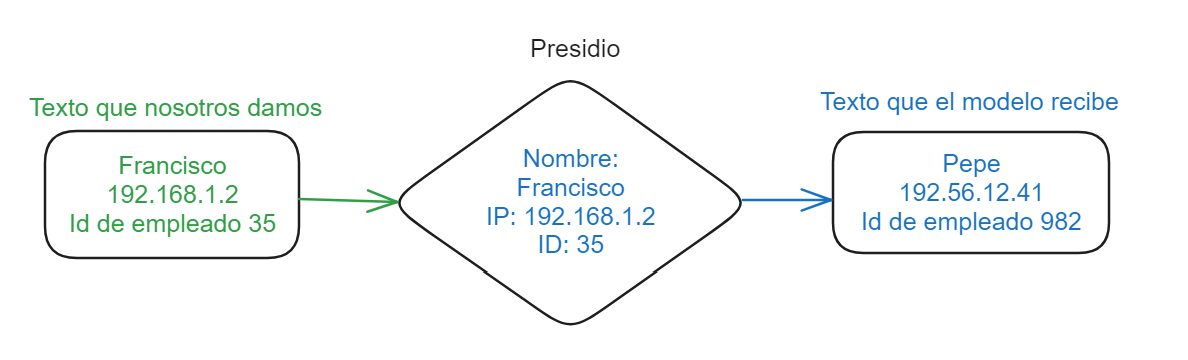 Presidio
Texto que nosotros damos
Francisco
192.168.1.2
Id de empleado 35
Nombre:
Francisco
IP: 192.168.1.2
ID: 35
Texto que el modelo recibe
Pepe
192.56.12.41
Id de empleado 982